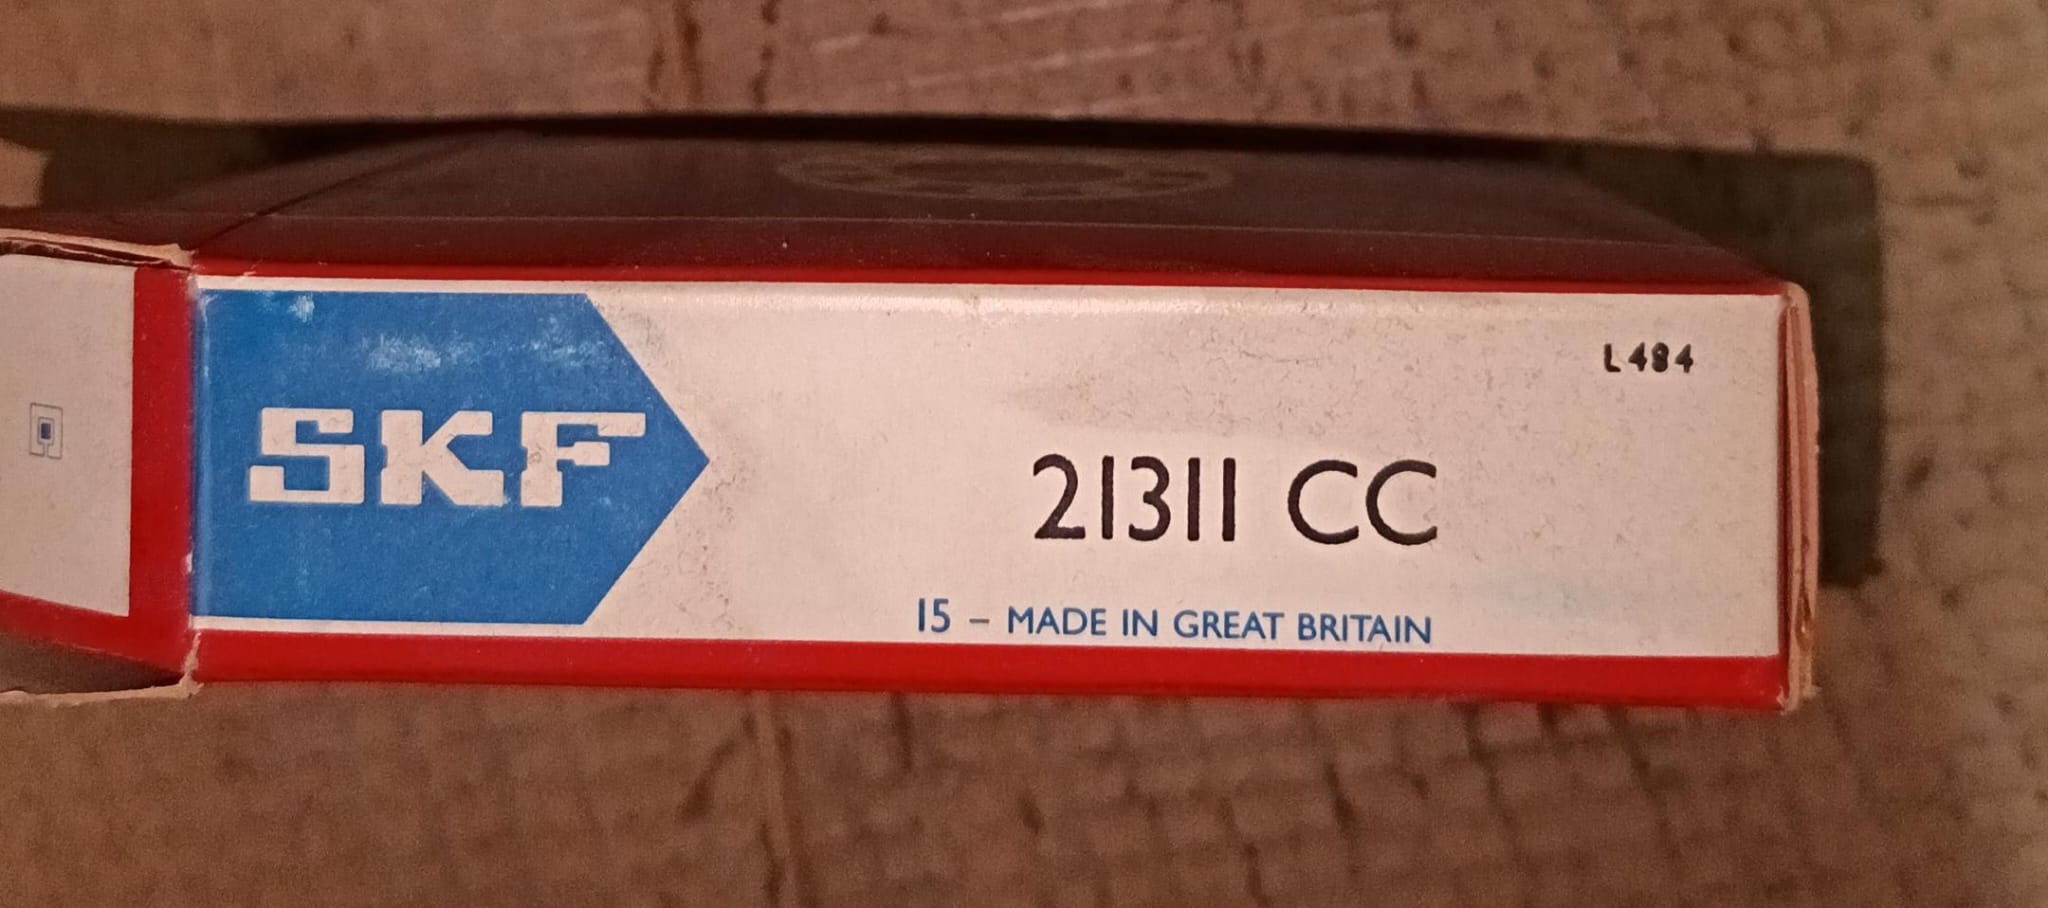 L484
SKF
21311 CC
15 – MADE IN GREAT BRITAIN